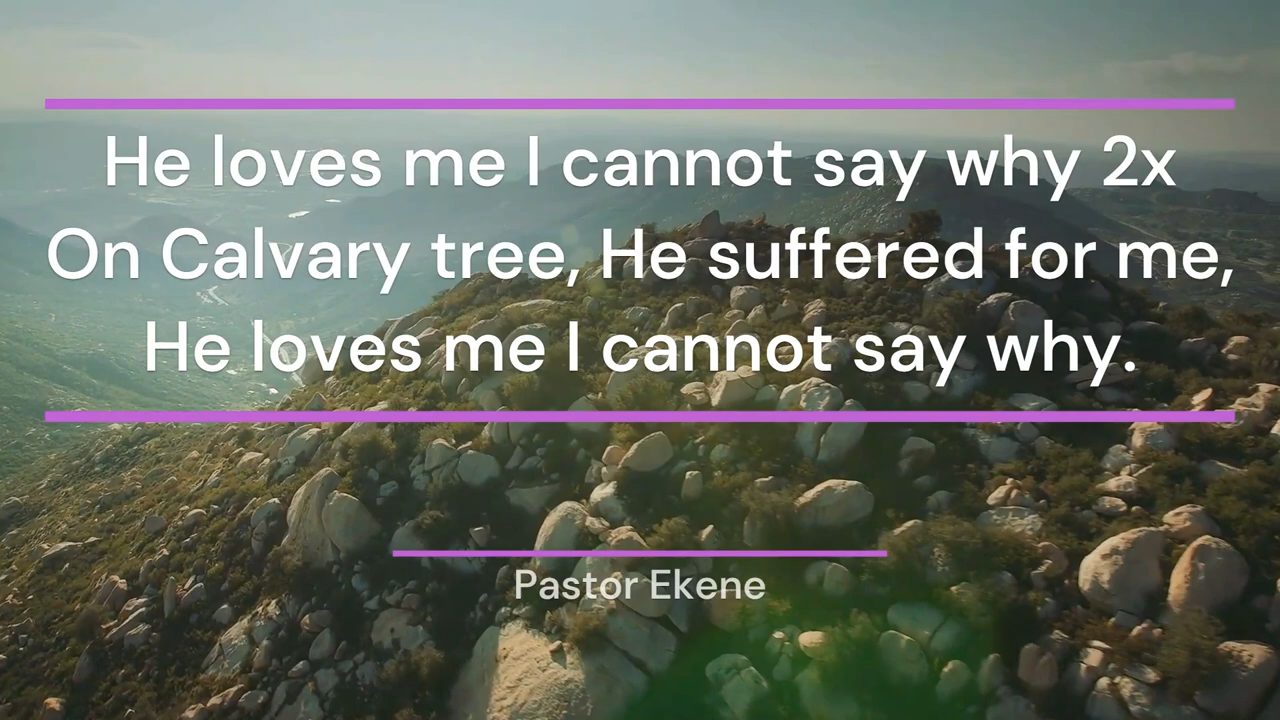 He loves me I cannot say why 2x
On Calvary tree, He suffered for me,
He loves me I cannot say why.
Pastor Ekene